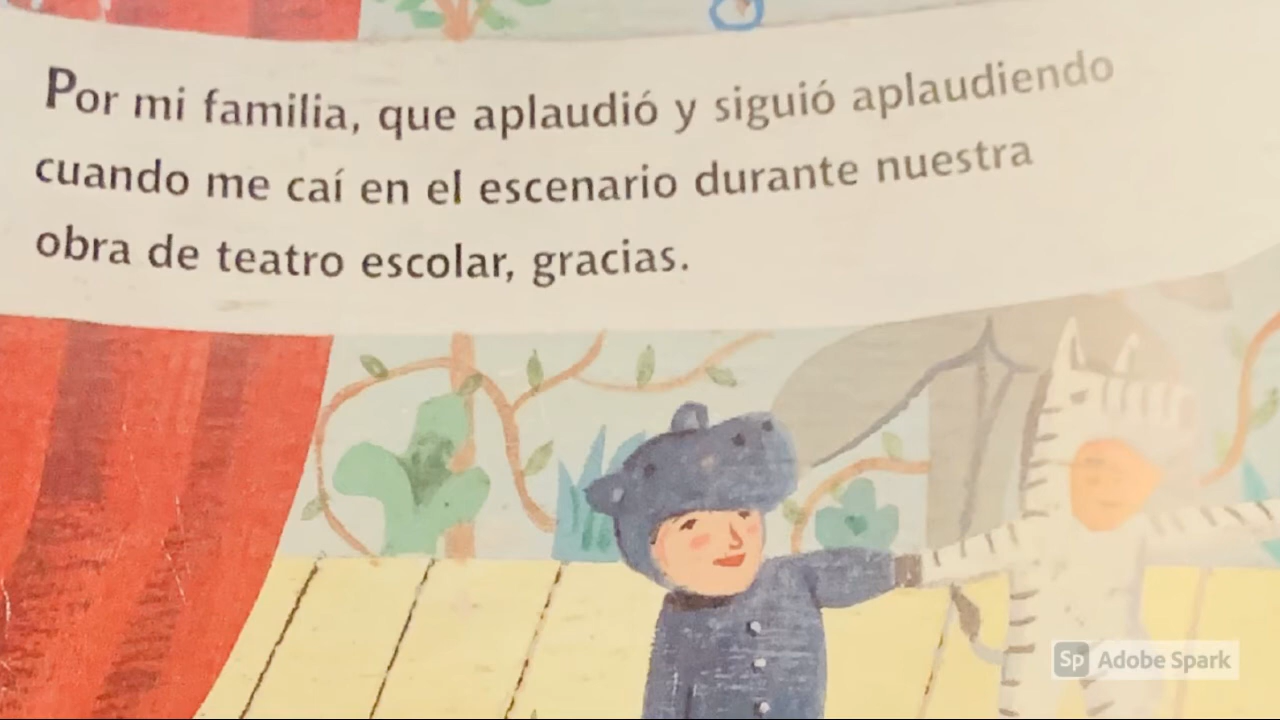 Por mi familia, que aplaudió y siguió aplaudiendo
cuando me caí en el escenario durante nuestra
obra de teatro escolar, gracias.
Sp Adobe Spark